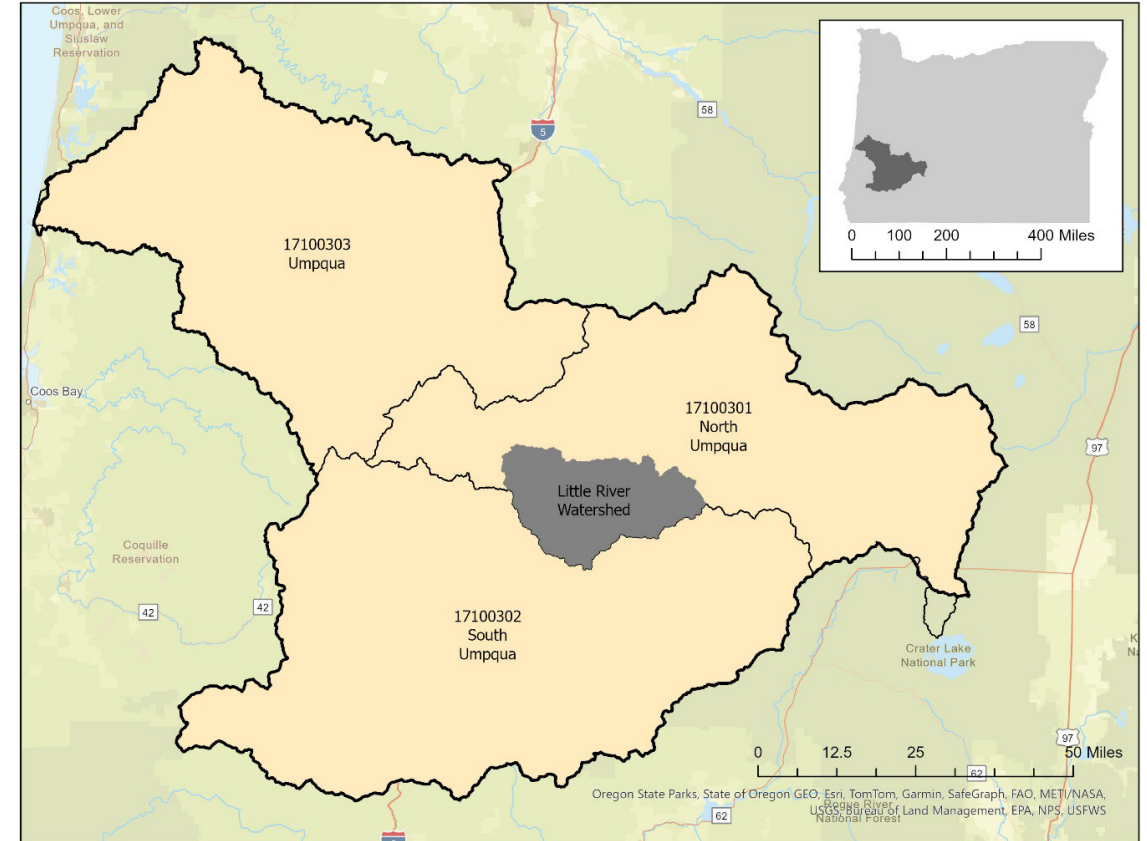 Coos, Lower
Umpqua, and
Siuslaw
Reservation
58
5
0 100 200 400 Miles
17100303
Umpqua
58
Coos Bay
17100301
North
Umpqua
97
Little River
Watershed
Coquille
Reservation
42
42
17100302
South
Umpqua
Crater Lake
National Park
K
Na
97
0 12.5 25 50 Miles
62
Oregon State Parks, State of Oregon GEO, Esri, TomTom, Garmin, SafeGraph, FAO, METI/NASA,
USGS, Bureau of Land Management, EPA, NPS, USFWS
62
Rogue River
National Forest